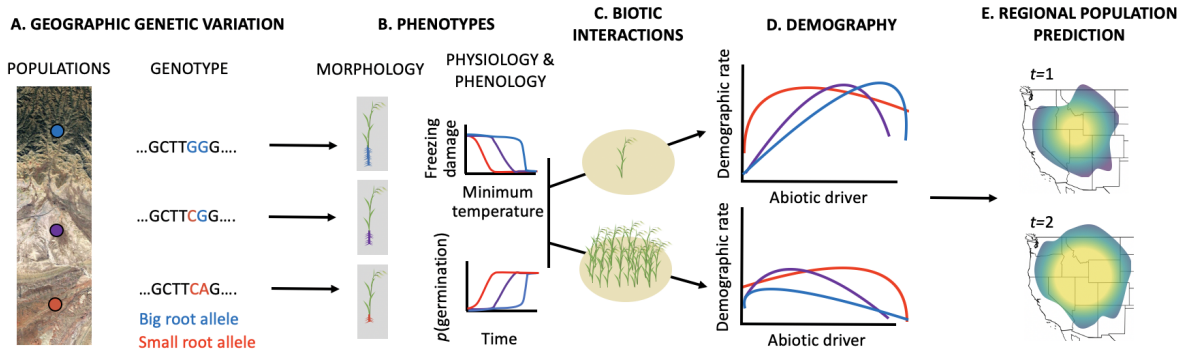 A. GEOGRAPHIC GENETIC VARIATION
POPULATIONS
GENOTYPE
...GCTTGGG....
...GCTTCGG....
...GCTTCAG....
Big root allele
Small root allele
B. PHENOTYPES
MORPHOLOGY
PHYSIOLOGY &
PHENOLOGY
Freezing
damage
Minimum
temperature
p(germination)
Time
C. BIOTIC
INTERACTIONS
D. DEMOGRAPHY
Demographic rate
Abiotic driver
Demographic rate
Abiotic driver
E. REGIONAL POPULATION
PREDICTION
t=1
t=2